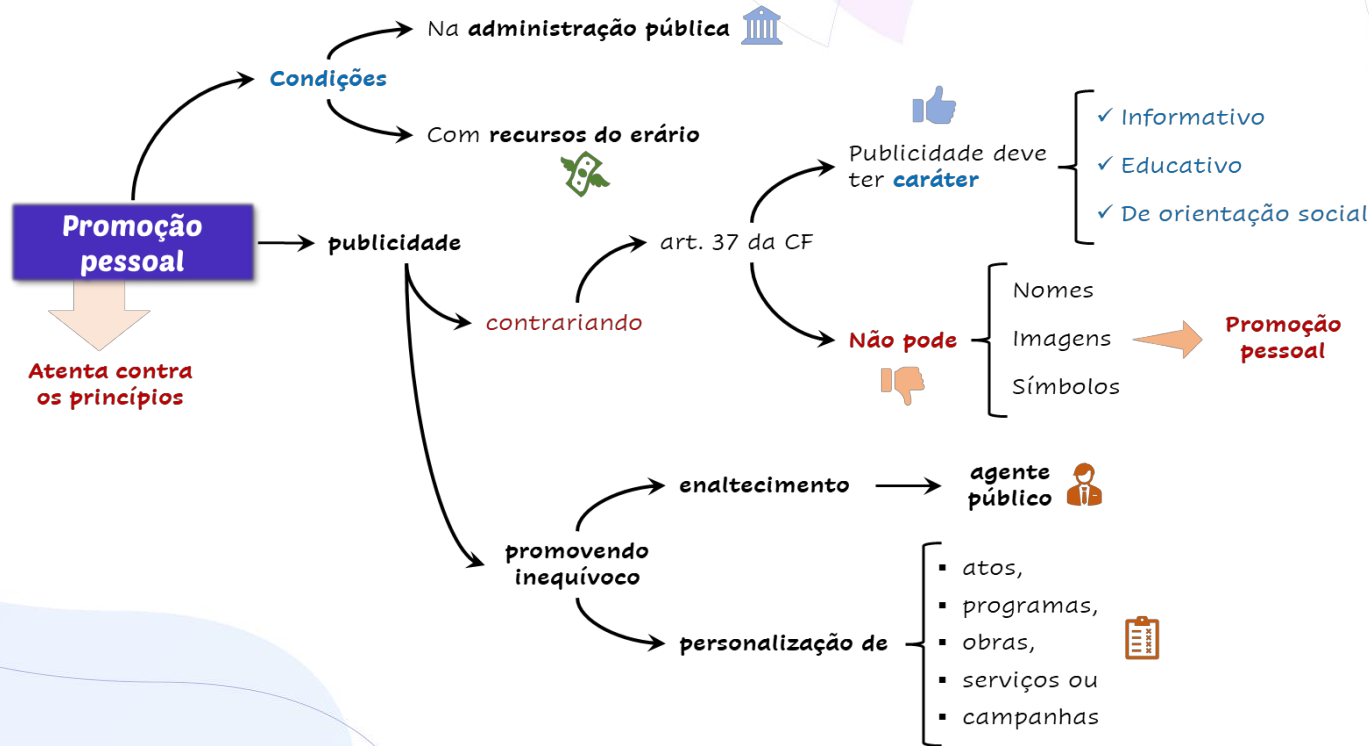 Na administração pública
Condições
Com recursos do erário
Promoção
pessoal
Atenta contra
os princípios
publicidade
contrariando
art. 37 da CF
Publicidade deve
ter caráter
✓ Informativo
✓ Educativo
✓ De orientação social
Não pode
Nomes
Imagens
Símbolos
Promoção
pessoal
promovendo
inequívoco
enaltecimento
agente
público
personalização de
▪ atos,
▪ programas,
▪ obras,
▪ serviços ou
▪ campanhas